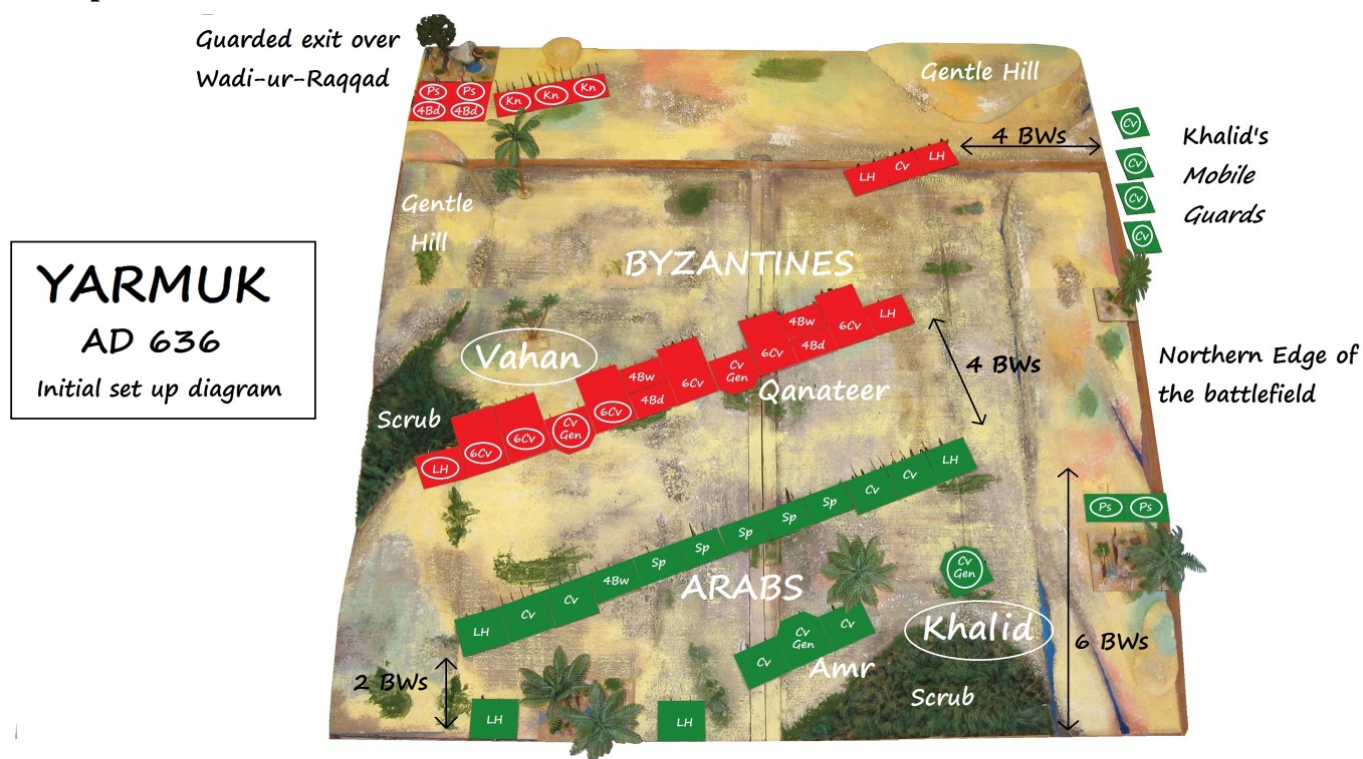 Guarded exit over
Wadi-ur-Raqqad
Ps Ps
4Bd 4Bd
Kn Kn Kn
Gentle Hill
4 BWs
Cv
Cv
Cv
Cv
Khalid's
Mobile
Guards
LH Cv LH
Gentle
Hill
YARMUK
AD 636
Initial set up diagram
BYZANTINES
Vahan
Scrub
LH 6Cv 6Cv
Cv
Gen
6Cv
4Bw
4Bd
6Cv
Cv
Gen
6Cv
4Bw
4Bd
6Cv
LH
Qanateer
4 BWs
Northern Edge of
the battlefield
LH Cv Cv 4Bw Sp Sp Sp Sp Sp Cv Cv LH
ARABS
Ps Ps
Cv
Gen
Khalid
Cv
Cv
Gen
Cv
Amr
6 BWs
2 BWs
Scrub
LH
LH